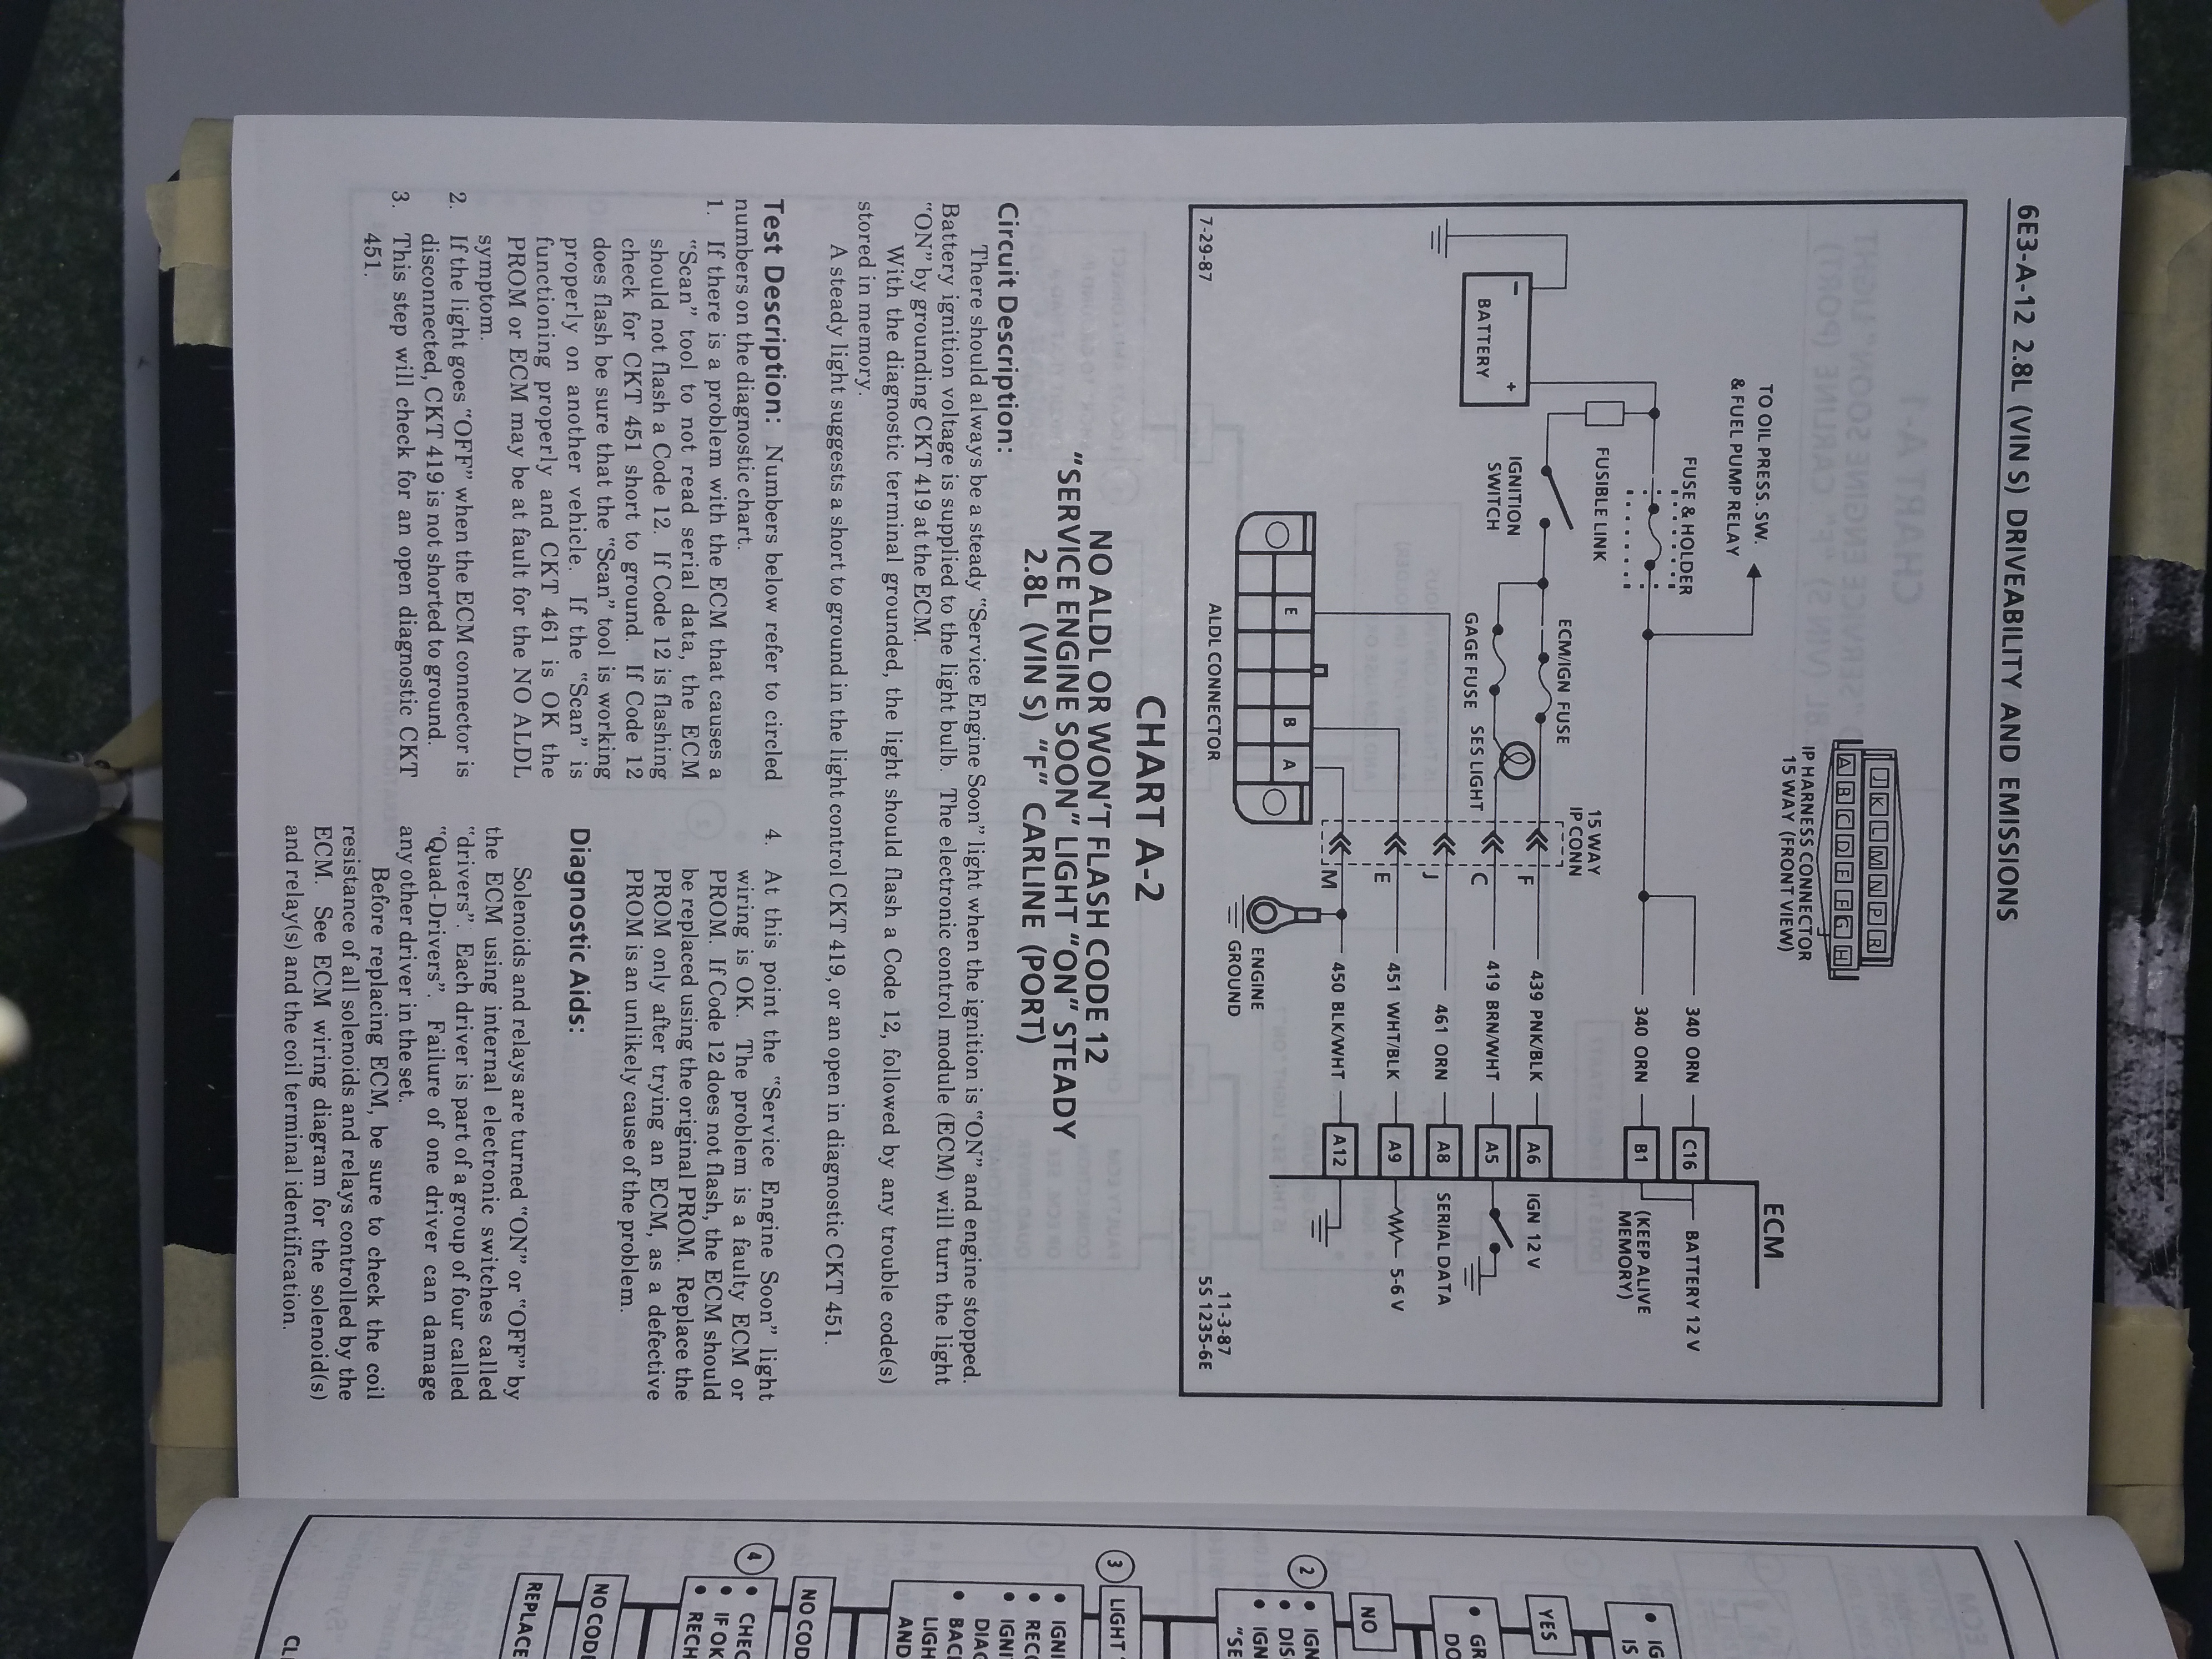 6E3-A-12 2.8L (VIN S) DRIVEABILITY AND EMISSIONS
J K L M N P R
A B C D E F G H
IP HARNESS CONNECTOR
15 WAY (FRONT VIEW)
TO OIL PRESS. SW.
& FUEL PUMP RELAY
FUSE & HOLDER
FUSIBLE LINK
IGNITION
SWITCH
BATTERY
- +
ECM/IGN FUSE
GAGE FUSE
SES LIGHT
15 WAY
IP CONN
F
C
J
E
M
ENGINE
GROUND
E B A
ALDL CONNECTOR
340 ORN C16 BATTERY 12 V
340 ORN B1 (KEEP ALIVE
MEMORY)
439 PNK/BLK A6 IGN 12 V
419 BRN/WHT A5
461 ORN A8 SERIAL DATA
451 WHT/BLK A9 5-6 V
450 BLK/WHT A12
ECM
7-29-87
11-3-87
5S 1235-6E
CHART A-2
NO ALDL OR WON'T FLASH CODE 12
"SERVICE ENGINE SOON" LIGHT "ON" STEADY
2.8L (VIN S) "F" CARLINE (PORT)
Circuit Description:
There should always be a steady "Service Engine Soon" light when the ignition is "ON" and engine stopped.
Battery ignition voltage is supplied to the light bulb. The electronic control module (ECM) will turn the light
"ON" by grounding CKT 419 at the ECM.
With the diagnostic terminal grounded, the light should flash a Code 12, followed by any trouble code(s)
stored in memory.
A steady light suggests a short to ground in the light control CKT 419, or an open in diagnostic CKT 451.
Test Description: Numbers below refer to circled
numbers on the diagnostic chart.
1. If there is a problem with the ECM that causes a
"Scan" tool to not read serial data, the ECM
should not flash a Code 12. If Code 12 is flashing
check for CKT 451 short to ground. If Code 12
does flash be sure that the "Scan" tool is working
properly on another vehicle. If the "Scan" is
functioning properly and CKT 461 is OK the
PROM or ECM may be at fault for the NO ALDL
symptom.
2. If the light goes "OFF" when the ECM connector is
disconnected, CKT 419 is not shorted to ground.
3. This step will check for an open diagnostic CKT
451.
4. At this point the "Service Engine Soon" light
wiring is OK. The problem is a faulty ECM or
PROM. If Code 12 does not flash, the ECM should
be replaced using the original PROM. Replace the
PROM only after trying an ECM, as a defective
PROM is an unlikely cause of the problem.
Diagnostic Aids:
Solenoids and relays are turned "ON" or "OFF" by
the ECM using internal electronic switches called
"drivers". Each driver is part of a group of four called
"Quad-Drivers". Failure of one driver can damage
any other driver in the set.
Before replacing ECM, be sure to check the coil
resistance of all solenoids and relays controlled by the
ECM. See ECM wiring diagram for the solenoid(s)
and relay(s) and the coil terminal identification.
IS
YES
NO
2
3
LIGHT
AND
4
IF OK
REPLACE